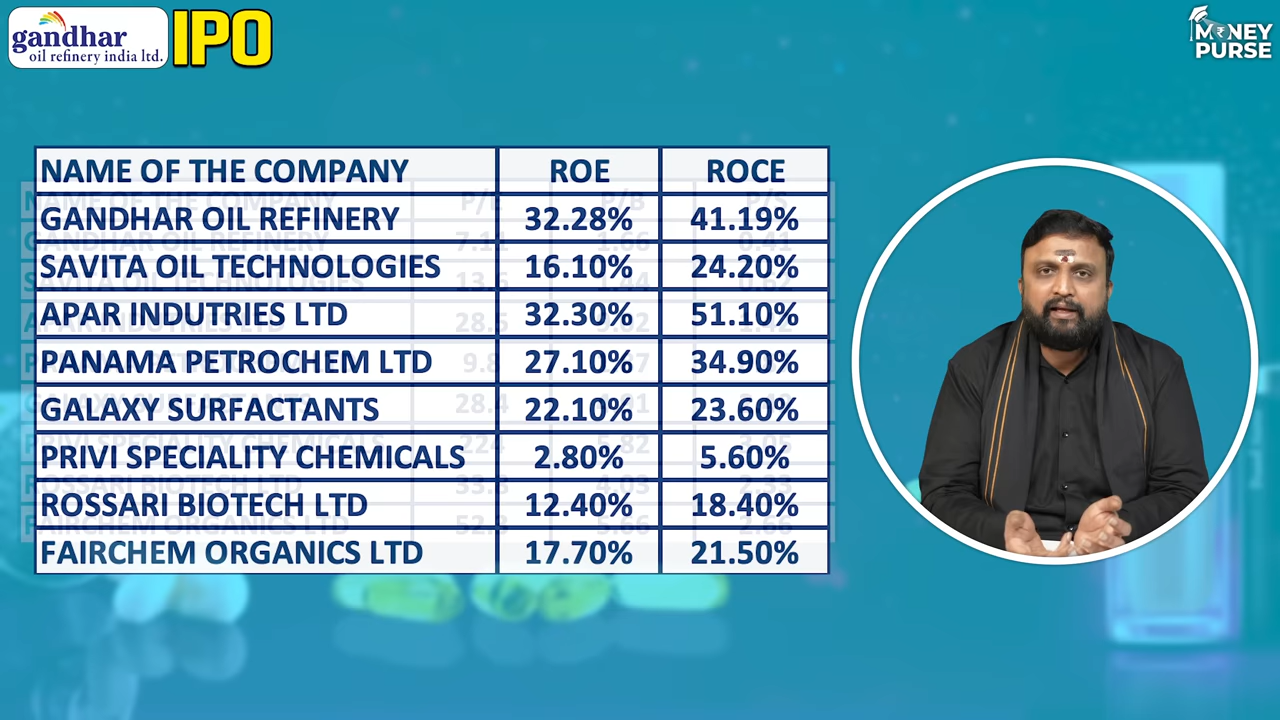 gandhar
oil refinery india ltd.
IPO
MONEY
PURSE
NAME OF THE COMPANY ROE ROCE
GANDHAR OIL REFINERY 32.28% 41.19%
SAVITA OIL TECHNOLOGIES 16.10% 24.20%
APAR INDUTRIES LTD 32.30% 51.10%
PANAMA PETROCHEM LTD 27.10% 34.90%
GALAXY SURFACTANTS 22.10% 23.60%
PRIVI SPECIALITY CHEMICALS 2.80% 5.60%
ROSSARI BIOTECH LTD 12.40% 18.40%
FAIRCHEM ORGANICS LTD 17.70% 21.50%